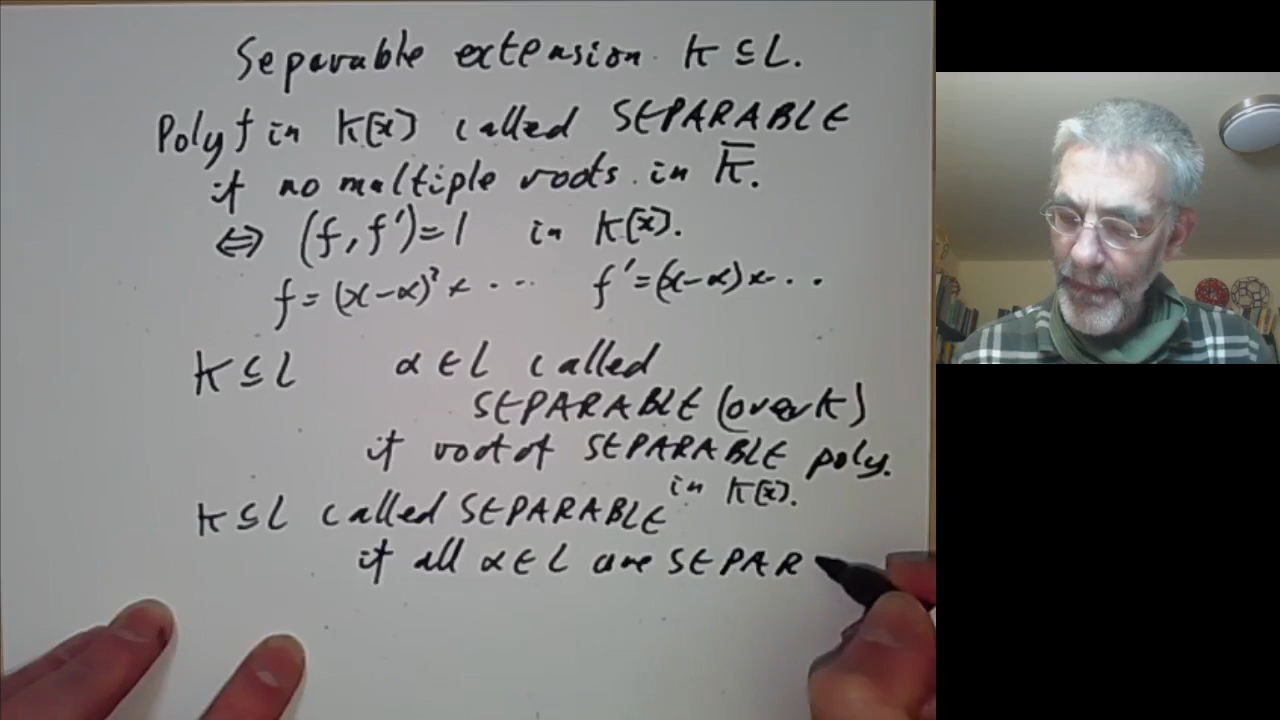 Separable extension K ⊆ L.
Poly f in K[x] called SEPARABLE
if no multiple roots in K̅.
⇔ (f, f′) = 1 in K[x].
f = (x-α)² × ... f′ = (x-α) × ...
K ⊆ L α ∈ L called
SEPARABLE (over K)
if root of SEPARABLE poly.
in K[x].
K ⊆ L called SEPARABLE
if all α ∈ L are SEPAR